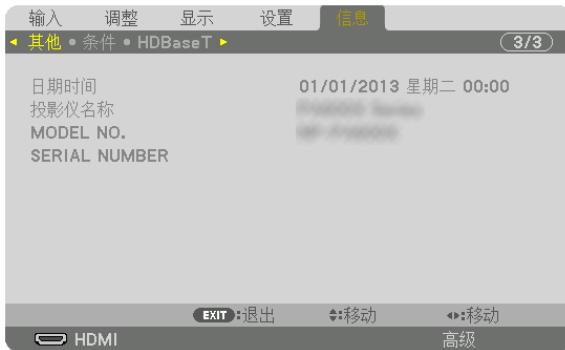 输入 调整 显示 设置 信息
◂ 其他 • 条件 • HDBaseT ▸ 3/3
日期时间 01/01/2013 星期二 00:00
投影仪名称
MODEL NO.
SERIAL NUMBER
EXIT :退出 :移动 :移动
HDMI 高级